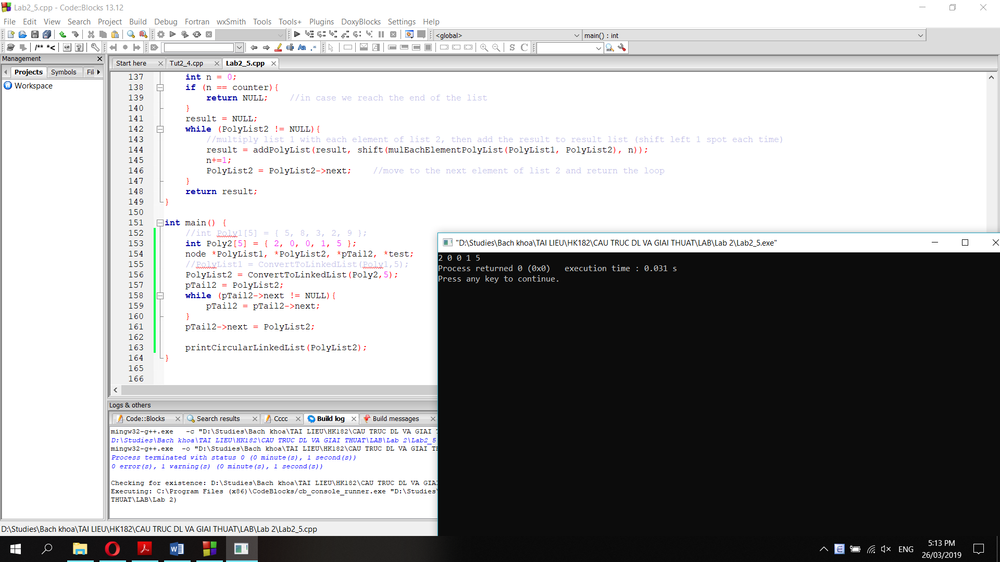 Lab2_5.cpp - Code::Blocks 13.12
File Edit View Search Project Build Debug Fortran wxSmith Tools Tools+ Plugins DoxyBlocks Settings Help
<global>
main() : int
/** *<
Aa .*
S C
Management
Projects Symbols Fil
Workspace
Start here Tut2_4.cpp Lab2_5.cpp
137 int n = 0;
138 if (n == counter){
139 return NULL; //in case we reach the end of the list
140 }
141 result = NULL;
142 while (PolyList2 != NULL){
143 //multiply list 1 with each element of list 2, then add the result to result list (shift left 1 spot each time)
144 result = addPolyList(result, shift(mulEachElementPolyList(PolyList1, PolyList2), n));
145 n+=1;
146 PolyList2 = PolyList2->next; //move to the next element of list 2 and return the loop
147 }
148 return result;
149 }
150
151 int main() {
152 //int Poly1[5] = { 5, 8, 3, 2, 9 };
153 int Poly2[5] = { 2, 0, 0, 1, 5 };
154 node *PolyList1, *PolyList2, *pTail2, *test;
155 //PolyList1 = ConvertToLinkedList(Poly1,5);
156 PolyList2 = ConvertToLinkedList(Poly2,5);
157 pTail2 = PolyList2;
158 while (pTail2->next != NULL){
159 pTail2 = pTail2->next;
160 }
161 pTail2->next = PolyList2;
162
163 printCircularLinkedList(PolyList2);
164 }
165
166
"D:\Studies\Bach khoa\TAI LIEU\HK182\CAU TRUC DL VA GIAI THUAT\LAB\Lab 2\Lab2_5.exe"
2 0 0 1 5
Process returned 0 (0x0) execution time : 0.031 s
Press any key to continue.
Logs & others
Code::Blocks Search results Cccc Build log Build messages
mingw32-g++.exe -c "D:\Studies\Bach khoa\TAI LIEU\HK182\CAU TRUC DL VA GIAI
D:\Studies\Bach khoa\TAI LIEU\HK182\CAU TRUC DL VA GIAI THUAT\LAB\Lab 2\Lab2_5
mingw32-g++.exe -o "D:\Studies\Bach khoa\TAI LIEU\HK182\CAU TRUC DL VA GIAI
Process terminated with status 0 (0 minute(s), 1 second(s))
0 error(s), 1 warning(s) (0 minute(s), 1 second(s))
Checking for existence: D:\Studies\Bach khoa\TAI LIEU\HK182\CAU TRUC DL VA
Executing: C:\Program Files (x86)\CodeBlocks/cb_console_runner.exe "D:\Studies\
THUAT\LAB\Lab 2)
D:\Studies\Bach khoa\TAI LIEU\HK182\CAU TRUC DL VA GIAI THUAT\LAB\Lab 2\Lab2_5.cpp
ENG
5:13 PM
26/03/2019